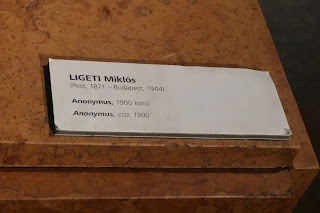 LIGETI Miklós
(Pest, 1871 – Budapest, 1944)
Anonymus, 1900 körül
Anonymus, cca. 1900